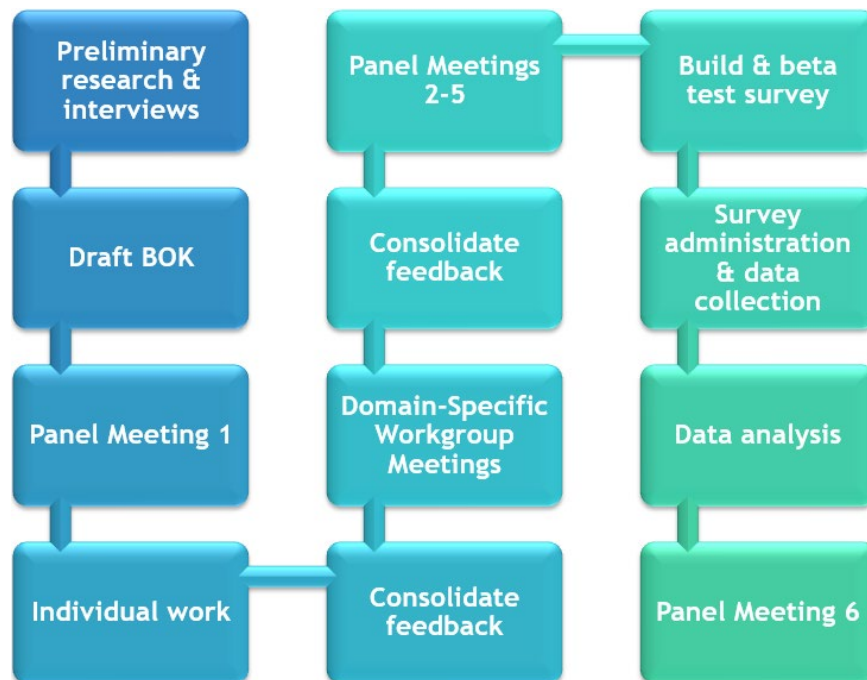 Preliminary
research &
interviews
Draft BOK
Panel Meeting 1
Individual work
Consolidate
feedback
Domain-Specific
Workgroup
Meetings
Consolidate
feedback
Panel Meetings
2-5
Build & beta
test survey
Survey
administration
& data
collection
Data analysis
Panel Meeting 6